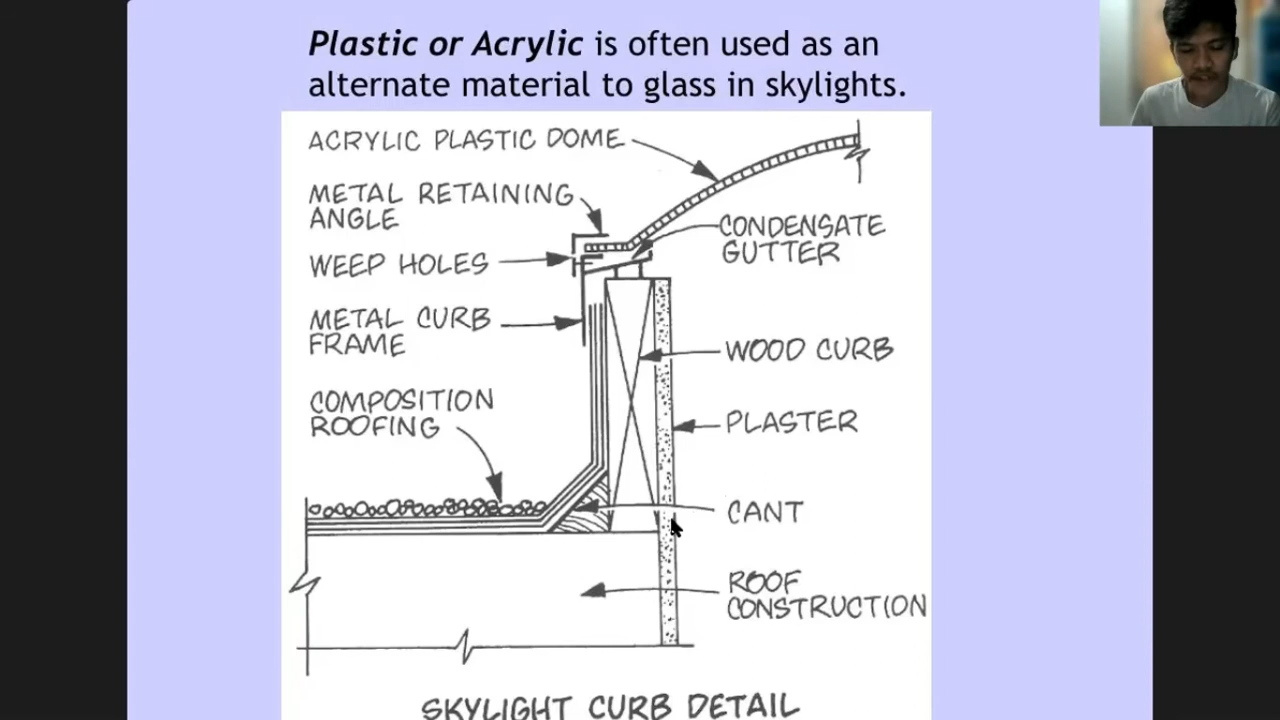 Plastic or Acrylic is often used as an
alternate material to glass in skylights.
ACRYLIC PLASTIC DOME
METAL RETAINING
ANGLE
CONDENSATE
GUTTER
WEEP HOLES
METAL CURB
FRAME
WOOD CURB
COMPOSITION
ROOFING
PLASTER
CANT
ROOF
CONSTRUCTION
SKYLIGHT CURB DETAIL